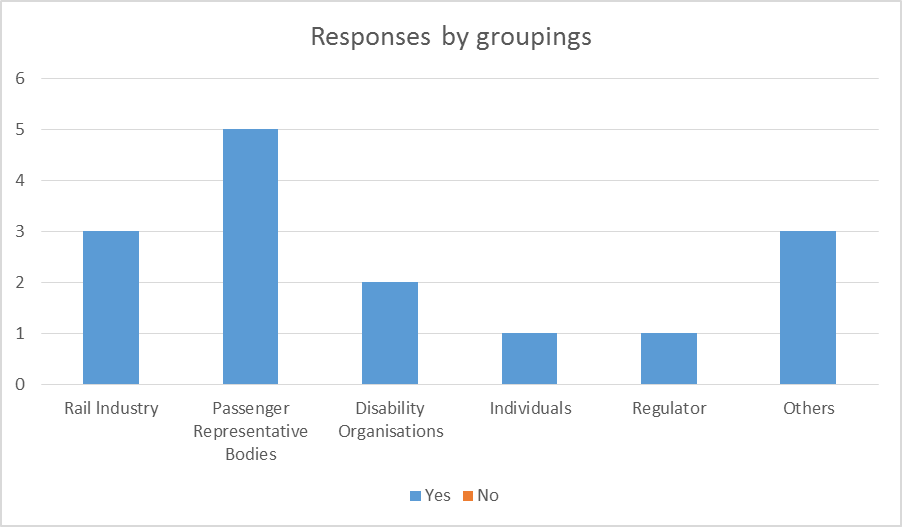 Responses by groupings
6
5
4
3
2
1
0
Rail Industry
Passenger
Representative
Bodies
Disability
Organisations
Individuals
Regulator
Others
Yes
No